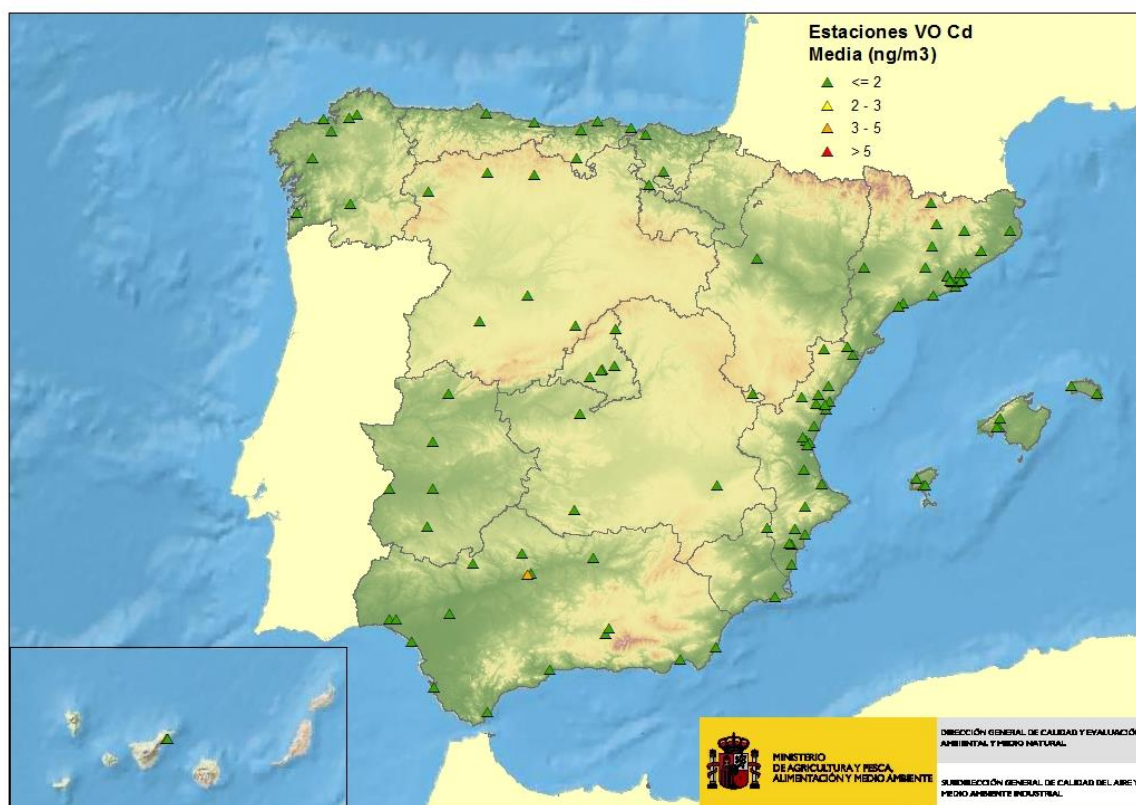 Estaciones VO Cd
Media (ng/m3)
<= 2
2 - 3
3 - 5
> 5
MINISTERIO
DE AGRICULTURA Y PESCA,
ALIMENTACIÓN Y MEDIO AMBIENTE
DIRECCIÓN GENERAL DE CALIDAD Y EVALUACIÓ
AMBIENTAL Y MEDIO NATURAL
SUBDIRECCIÓN GENERAL DE CALIDAD DEL AIRE Y
MEDIO AMBIENTE INDUSTRIAL